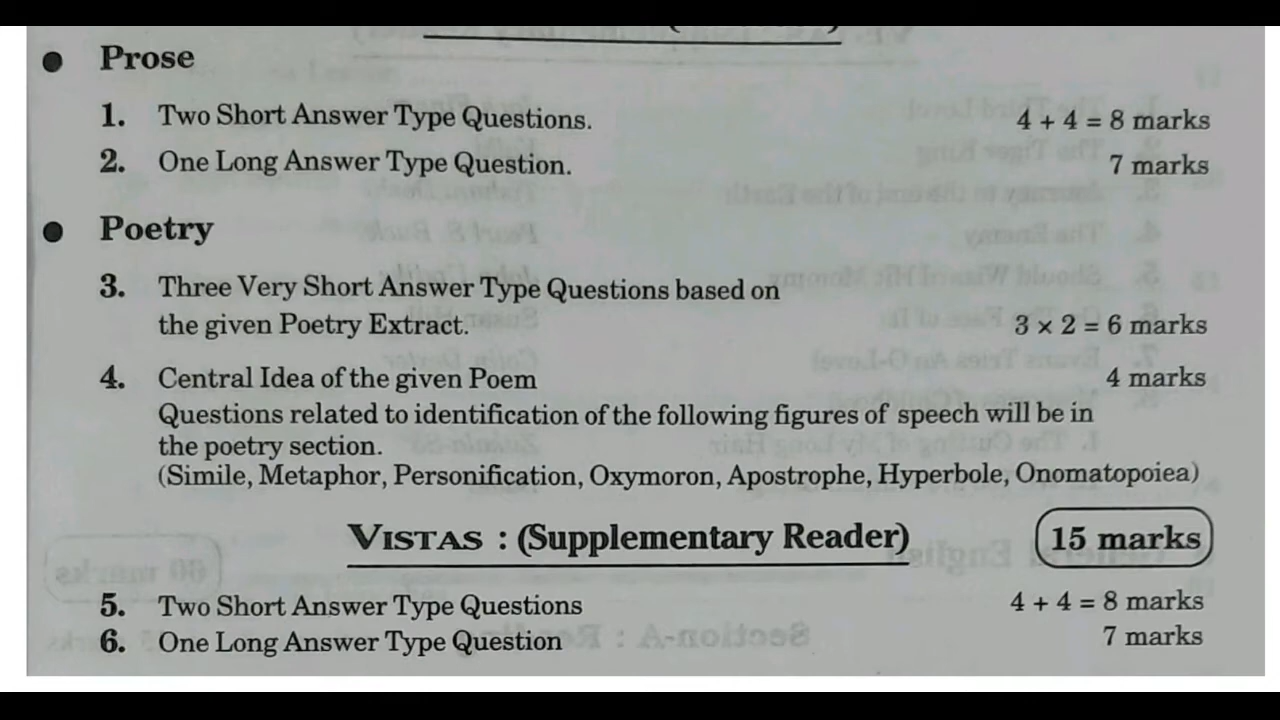 ● Prose
1. Two Short Answer Type Questions. 4 + 4 = 8 marks
2. One Long Answer Type Question. 7 marks
● Poetry
3. Three Very Short Answer Type Questions based on
the given Poetry Extract. 3 × 2 = 6 marks
4. Central Idea of the given Poem 4 marks
Questions related to identification of the following figures of speech will be in
the poetry section.
(Simile, Metaphor, Personification, Oxymoron, Apostrophe, Hyperbole, Onomatopoiea)
VISTAS : (Supplementary Reader) 15 marks
5. Two Short Answer Type Questions 4 + 4 = 8 marks
6. One Long Answer Type Question 7 marks